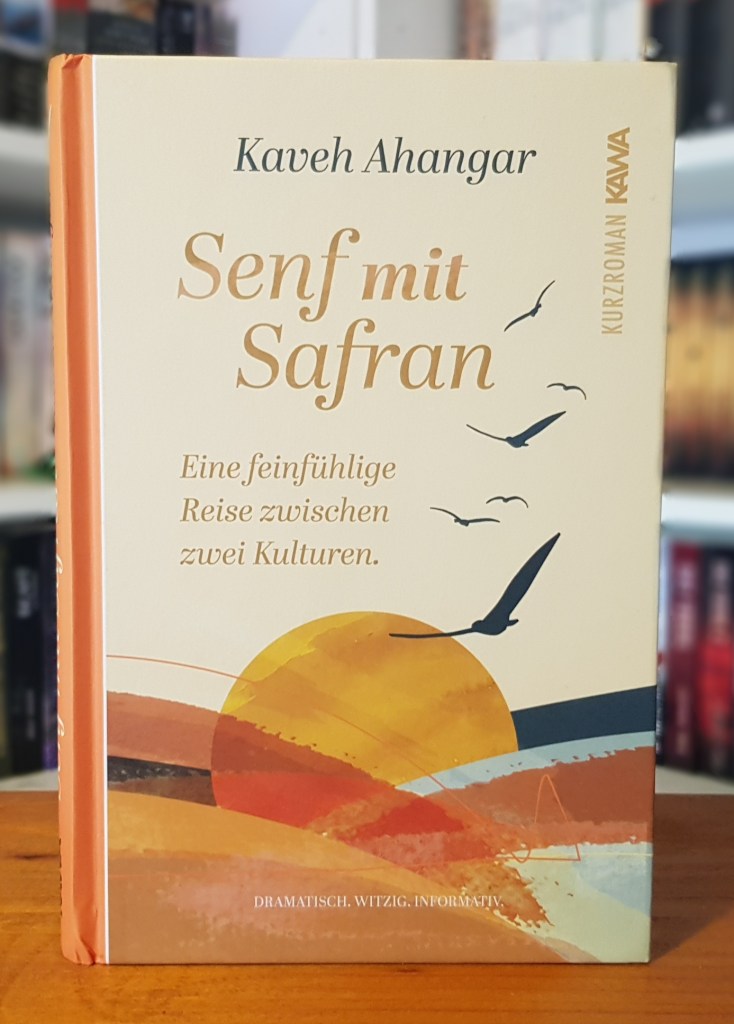 Kaveh Ahangar
Senf mit
Safran
Eine feinfühlige
Reise zwischen
zwei Kulturen.
KURZROMAN KAWA
DRAMATISCH. WITZIG. INFORMATIV.